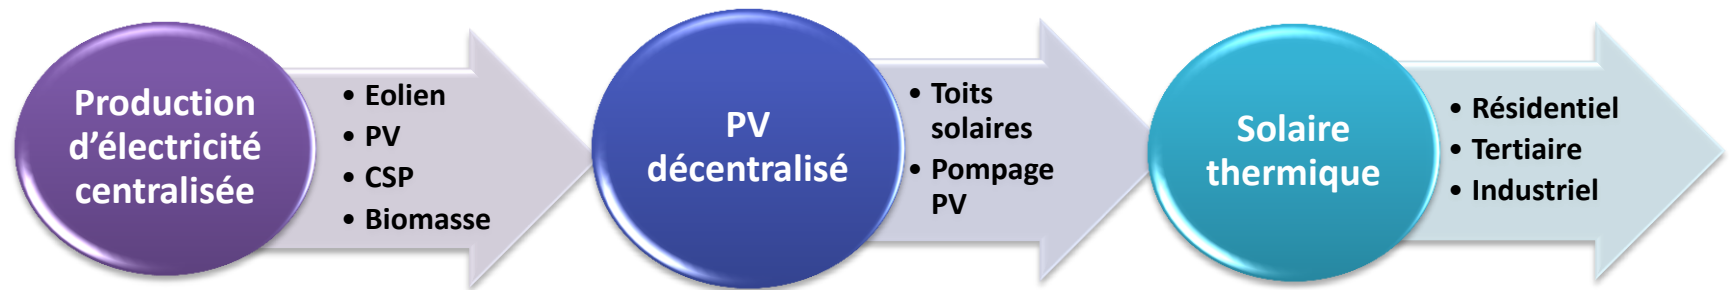 Production
d’électricité
centralisée
• Eolien
• PV
• CSP
• Biomasse
PV
décentralisé
• Toits
solaires
• Pompage
PV
Solaire
thermique
• Résidentiel
• Tertiaire
• Industriel